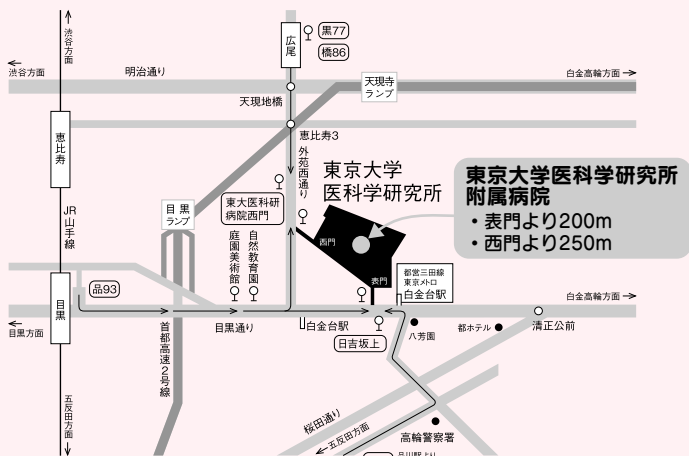 渋谷方面
渋谷方面
明治通り
広尾
黒77
橋86
天現寺
ランプ
白金高輪方面
天現地橋
恵比寿3
恵比寿
外苑西通り
東京大学
医科学研究所
東京大学医科学研究所
附属病院
・表門より200m
・西門より250m
目黒
ランプ
東大医科研
病院西門
西門
表門
JR山手線
庭園美術館
自然教育園
都営三田線
東京メトロ
白金台駅
品93
目黒
白金高輪方面
目黒方面
首都高速2号線
目黒通り
白金台駅
日吉坂上
八芳園
都ホテル
清正公前
桜田通り
五反田方面
五反田方面
高輪警察署